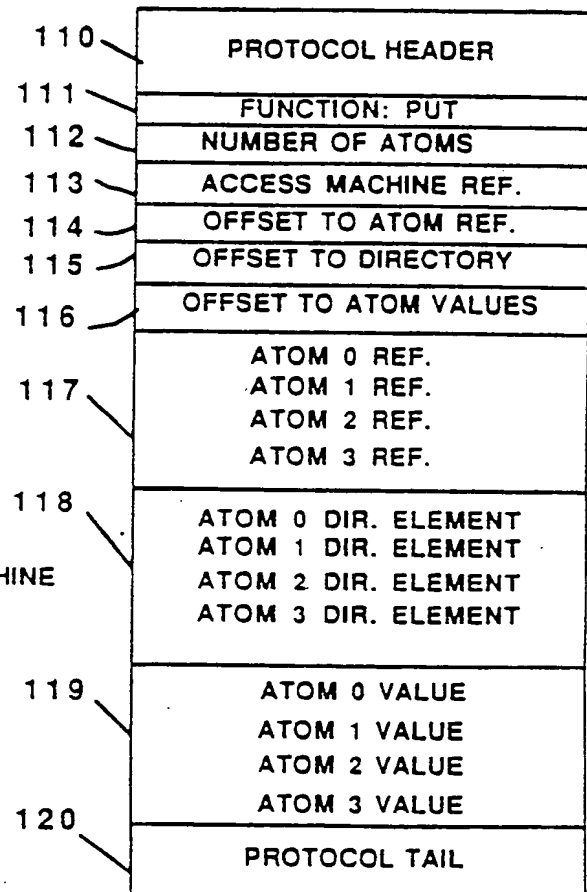 110 PROTOCOL HEADER
111 FUNCTION: PUT
112 NUMBER OF ATOMS
113 ACCESS MACHINE REF.
114 OFFSET TO ATOM REF.
115 OFFSET TO DIRECTORY
116 OFFSET TO ATOM VALUES
117 ATOM 0 REF.
ATOM 1 REF.
ATOM 2 REF.
ATOM 3 REF.
118 ATOM 0 DIR. ELEMENT
ATOM 1 DIR. ELEMENT
HINE ATOM 2 DIR. ELEMENT
ATOM 3 DIR. ELEMENT
119 ATOM 0 VALUE
ATOM 1 VALUE
ATOM 2 VALUE
ATOM 3 VALUE
120 PROTOCOL TAIL